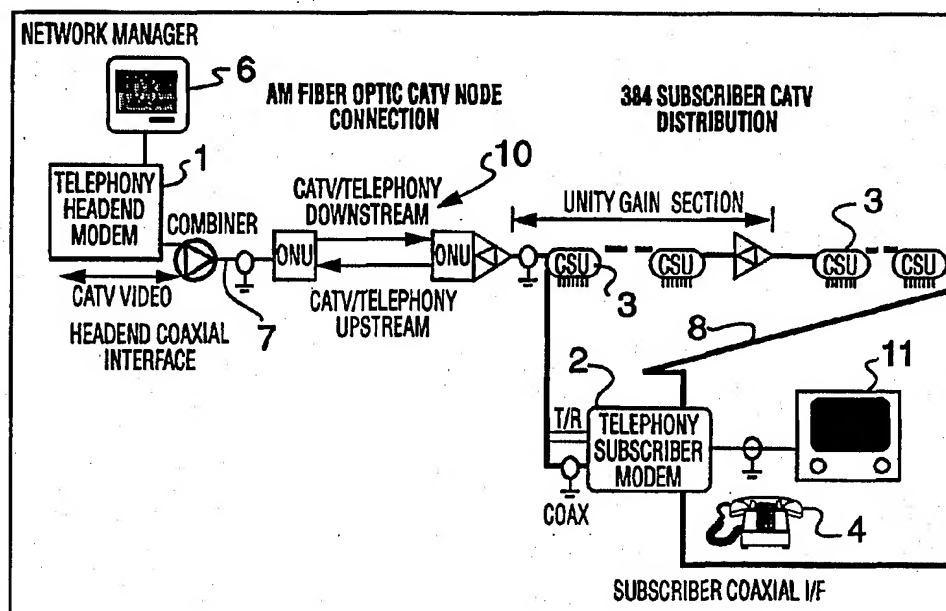 NETWORK MANAGER
6
AM FIBER OPTIC CATV NODE
CONNECTION
384 SUBSCRIBER CATV
DISTRIBUTION
1
TELEPHONY
HEADEND
MODEM
COMBINER
CATV/TELEPHONY
DOWNSTREAM
10
UNITY GAIN SECTION
3
ONU
ONU
CSU
CSU
CSU
CSU
CATV VIDEO
7
CATV/TELEPHONY
UPSTREAM
3
HEADEND COAXIAL
INTERFACE
8
2
11
T/R
TELEPHONY
SUBSCRIBER
MODEM
COAX
4
SUBSCRIBER COAXIAL I/F